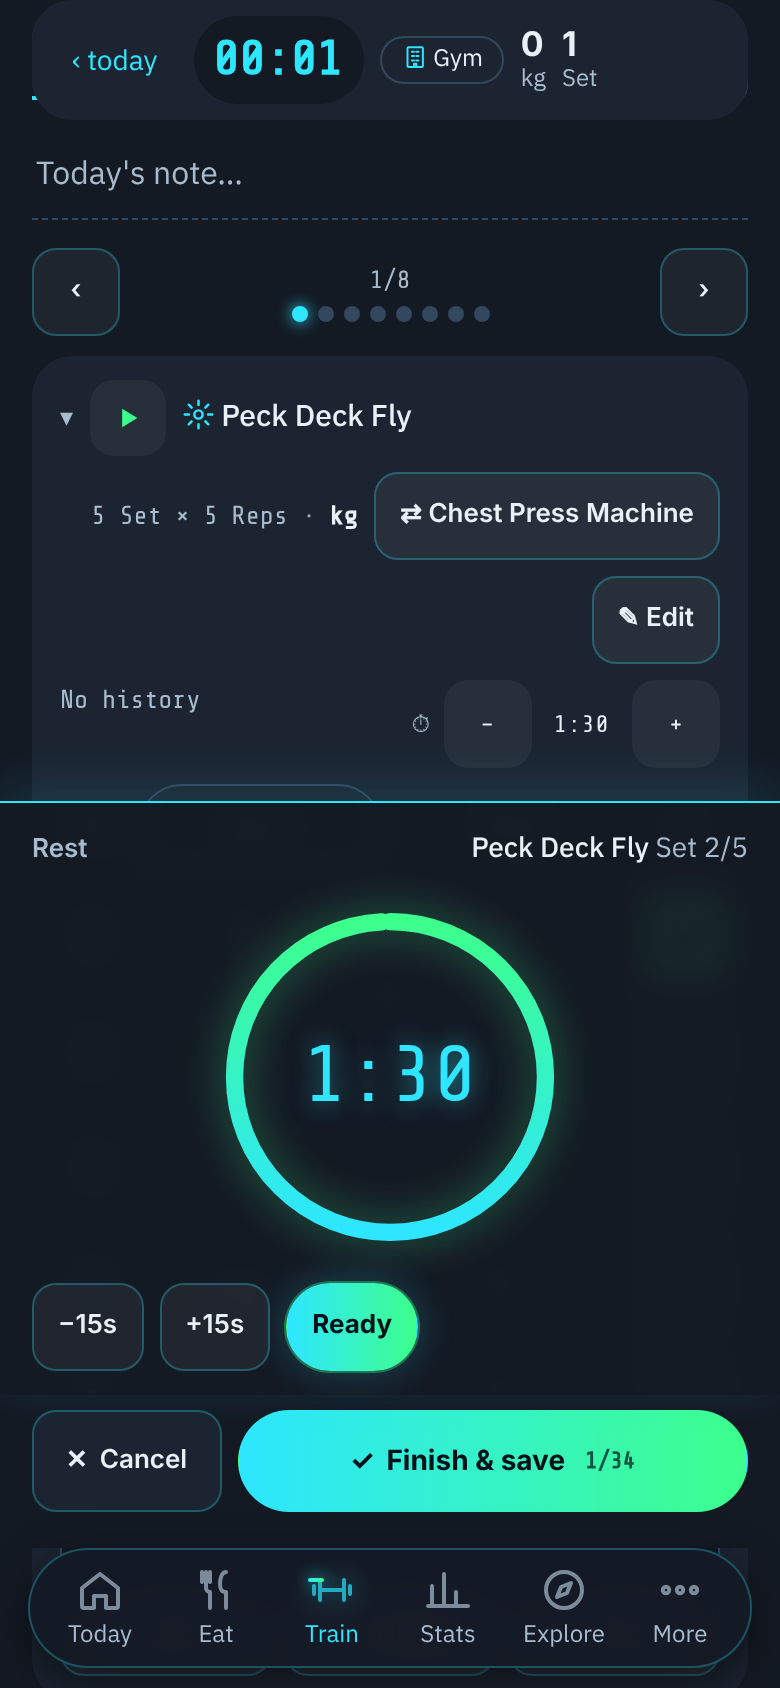 ‹ today
00:01
Gym
0 kg
1 Set
Today's note...
‹
1/8
›
▼ Peck Deck Fly
5 Set × 5 Reps · kg
⇄ Chest Press Machine
✎ Edit
No history
⏱ − 1:30 +
Rest
Peck Deck Fly Set 2/5
1:30
−15s
+15s
Ready
✕ Cancel
✓ Finish & save 1/34
Today
Eat
Train
Stats
Explore
More